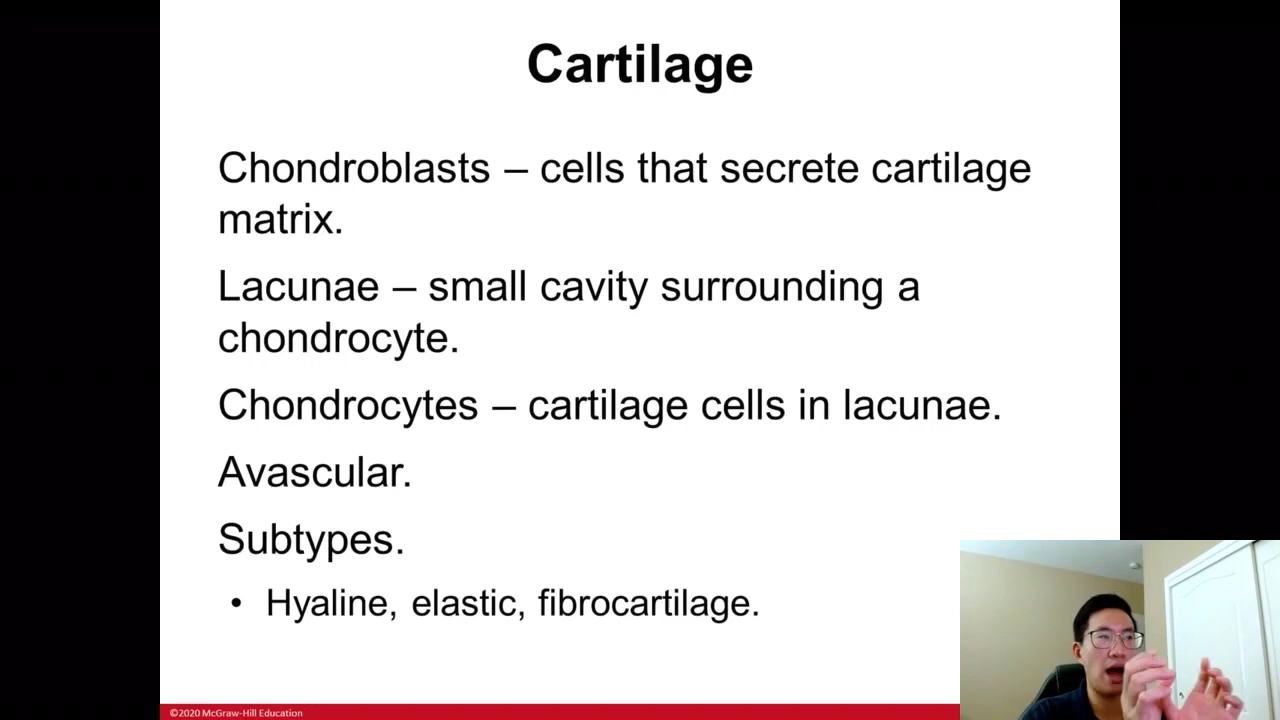 Cartilage
Chondroblasts – cells that secrete cartilage
matrix.
Lacunae – small cavity surrounding a
chondrocyte.
Chondrocytes – cartilage cells in lacunae.
Avascular.
Subtypes.
• Hyaline, elastic, fibrocartilage.
©2020 McGraw-Hill Education